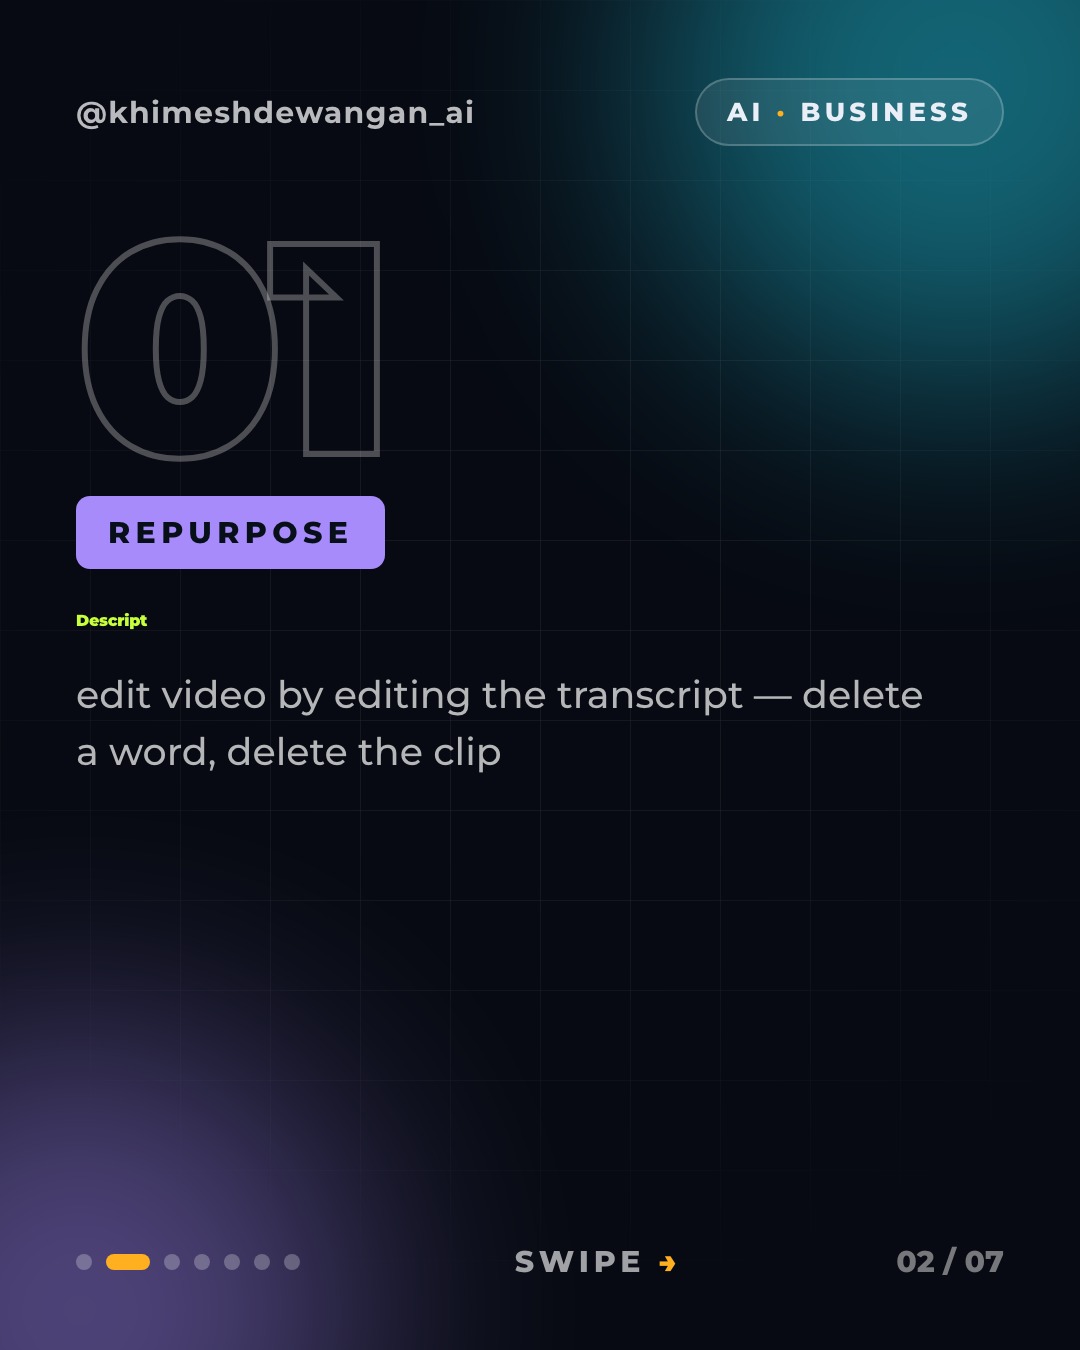 @khimeshdewangan_ai
AI • BUSINESS
01
REPURPOSE
Descript
edit video by editing the transcript — delete
a word, delete the clip
SWIPE ➔
02 / 07